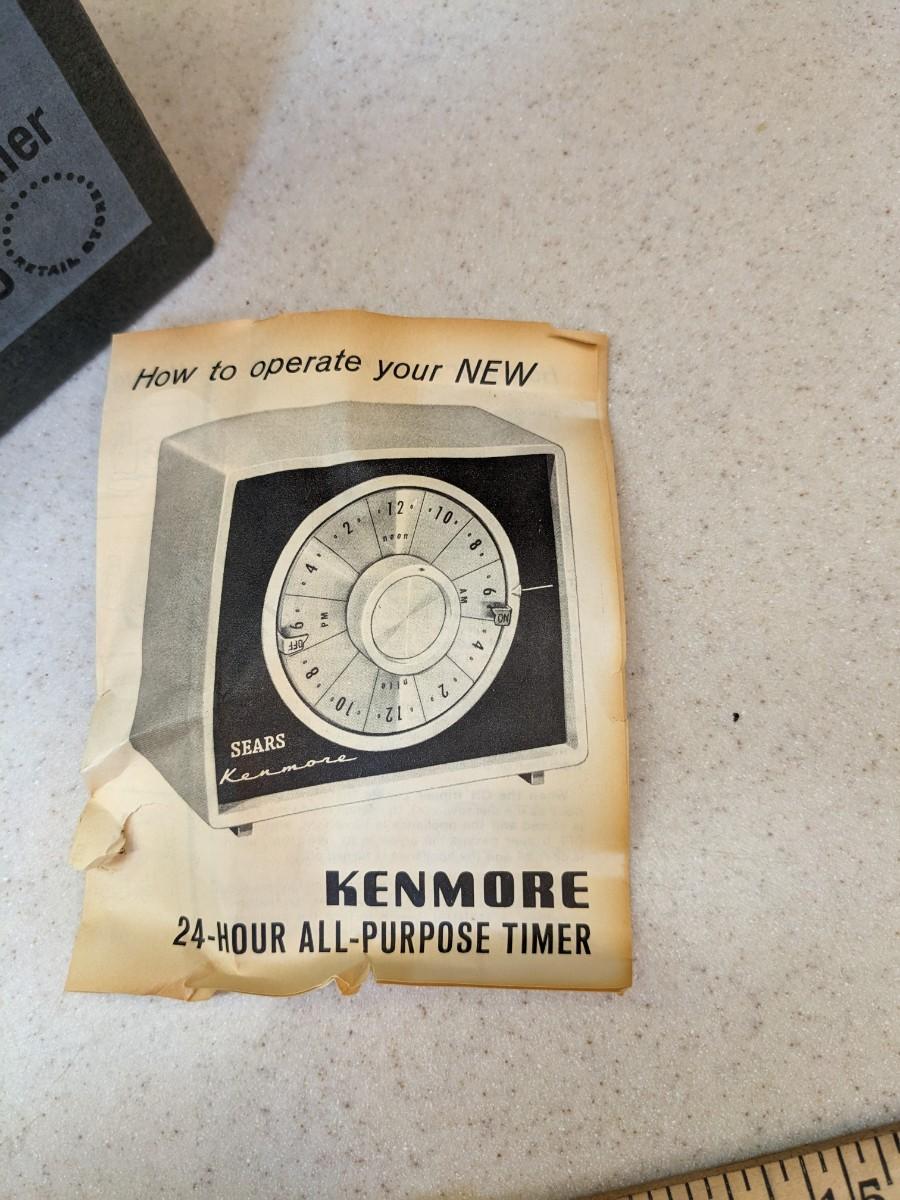 RETAIL STORE
How to operate your NEW
12
noon
10
8
6
AM
ON
4
2
12
nite
10
8
OFF
6
PM
4
2
SEARS
Kenmore
KENMORE
24-HOUR ALL-PURPOSE TIMER